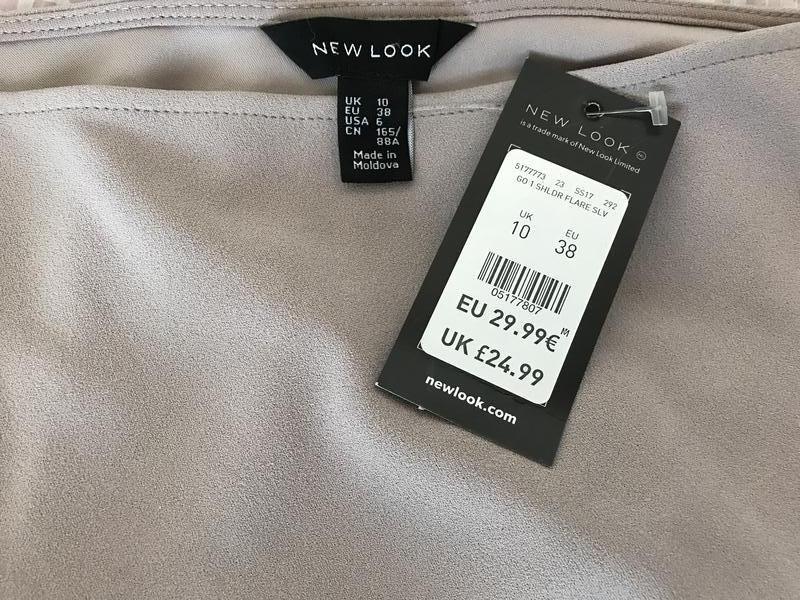 NEW LOOK
UK 10
EU 38
USA 6
CN 165/
88A
Made in
Moldova
NEW LOOK
is a trade mark of New Look Limited
5177773 23 SS17 292
GO 1 SHLDR FLARE SLV
UK EU
10 38
05177807
EU 29.99€
UK £24.99
newlook.com